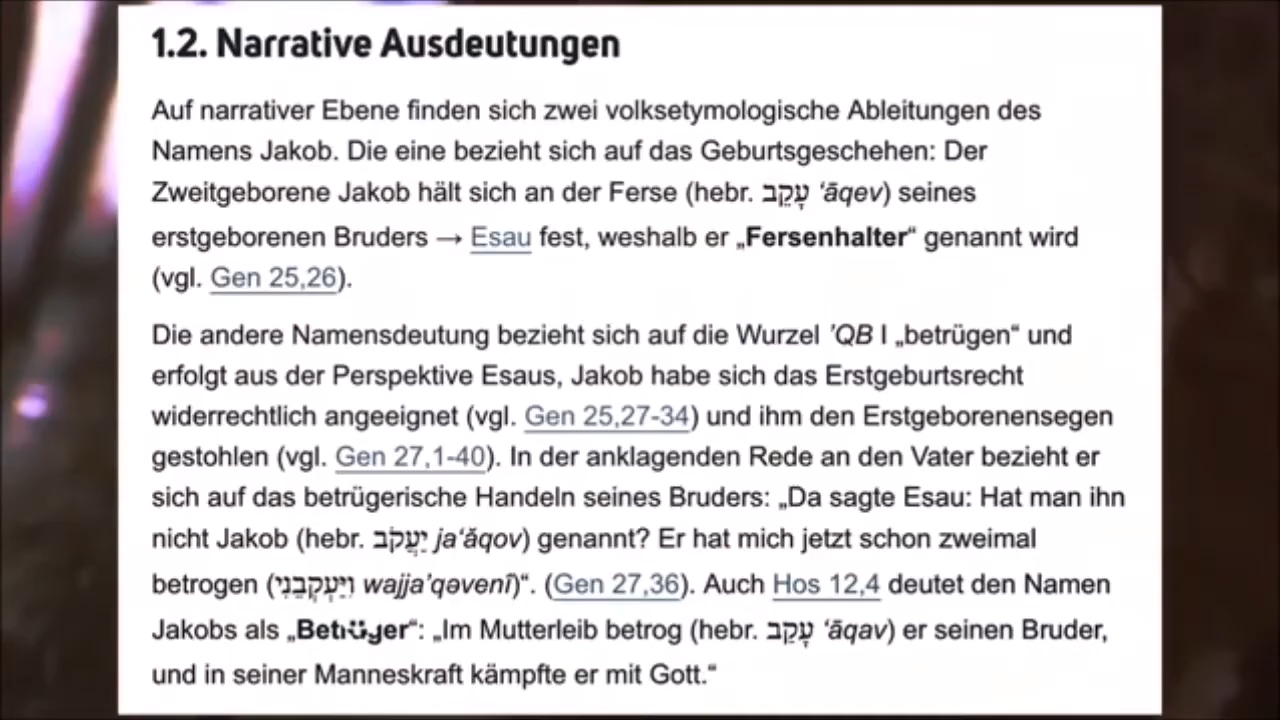 1.2. Narrative Ausdeutungen
Auf narrativer Ebene finden sich zwei volksetymologische Ableitungen des
Namens Jakob. Die eine bezieht sich auf das Geburtsgeschehen: Der
Zweitgeborene Jakob hält sich an der Ferse (hebr. עָקֵב ‘āqev) seines
erstgeborenen Bruders → Esau fest, weshalb er „Fersenhalter“ genannt wird
(vgl. Gen 25,26).
Die andere Namensdeutung bezieht sich auf die Wurzel ’QB I „betrügen“ und
erfolgt aus der Perspektive Esaus, Jakob habe sich das Erstgeburtsrecht
widerrechtlich angeeignet (vgl. Gen 25,27-34) und ihm den Erstgeborenensegen
gestohlen (vgl. Gen 27,1-40). In der anklagenden Rede an den Vater bezieht er
sich auf das betrügerische Handeln seines Bruders: „Da sagte Esau: Hat man ihn
nicht Jakob (hebr. יַעֲקֹב ja‘ăqov) genannt? Er hat mich jetzt schon zweimal
betrogen (וַיַּעְקְבֵנִי wajja’qəvenî)“. (Gen 27,36). Auch Hos 12,4 deutet den Namen
Jakobs als „Betrüger“: „Im Mutterleib betrog (hebr. עָקַב ‘āqav) er seinen Bruder,
und in seiner Manneskraft kämpfte er mit Gott.“